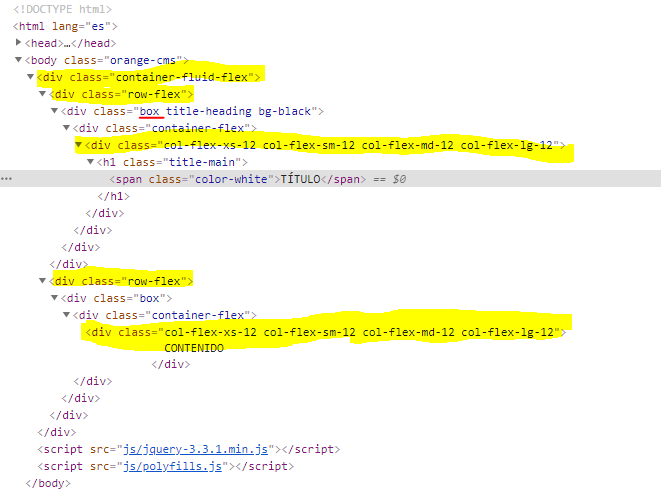 <!DOCTYPE html>
<html lang="es">
<head>…</head>
<body class="orange-cms">
<div class="container-fluid-flex">
<div class="row-flex">
<div class="box title-heading bg-black">
<div class="container-flex">
<div class="col-flex-xs-12 col-flex-sm-12 col-flex-md-12 col-flex-lg-12">
<h1 class="title-main">
<span class="color-white">TÍTULO</span> == $0
</h1>
</div>
</div>
</div>
</div>
<div class="row-flex">
<div class="box">
<div class="container-flex">
<div class="col-flex-xs-12 col-flex-sm-12 col-flex-md-12 col-flex-lg-12">
CONTENIDO
</div>
</div>
</div>
</div>
</div>
<script src="js/jquery-3.3.1.min.js"></script>
<script src="js/polyfills.js"></script>
</body>